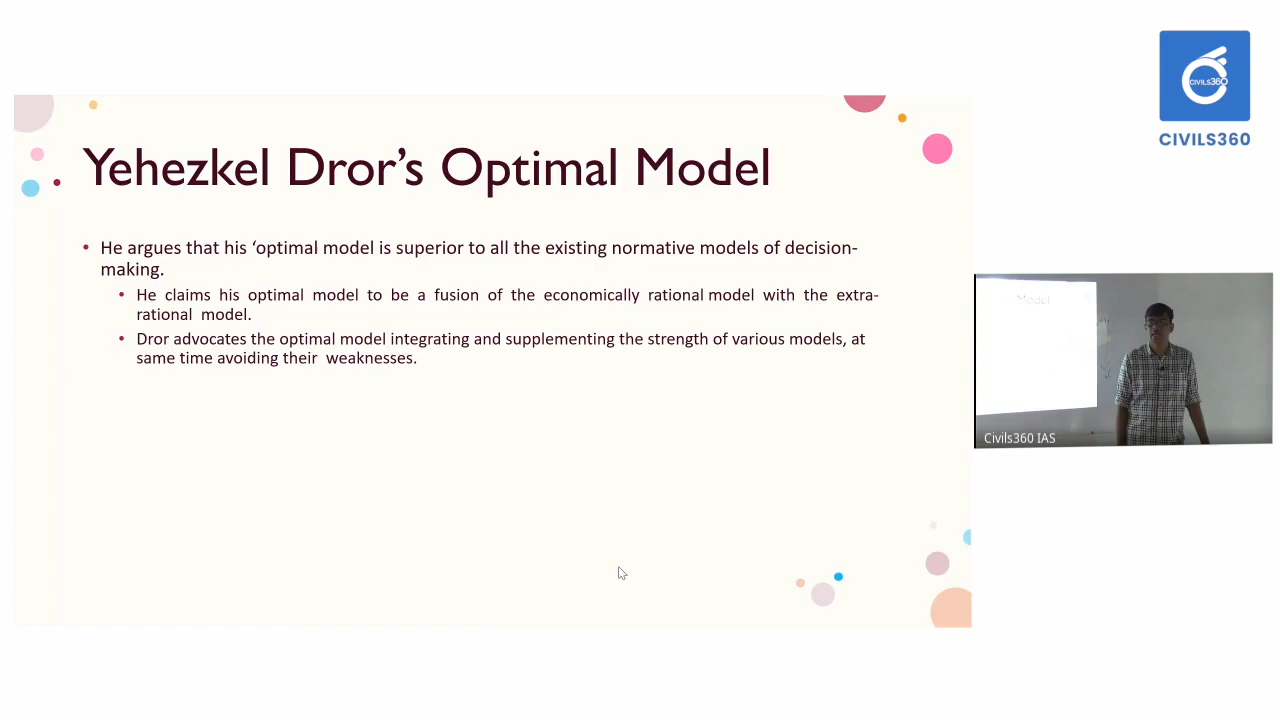 Yehezkel Dror's Optimal Model
• He argues that his ‘optimal model is superior to all the existing normative models of decision-
making.
• He claims his optimal model to be a fusion of the economically rational model with the extra-
rational model.
• Dror advocates the optimal model integrating and supplementing the strength of various models, at
same time avoiding their weaknesses.
CIVILS360
CIVILS360
Model
Civils360 IAS